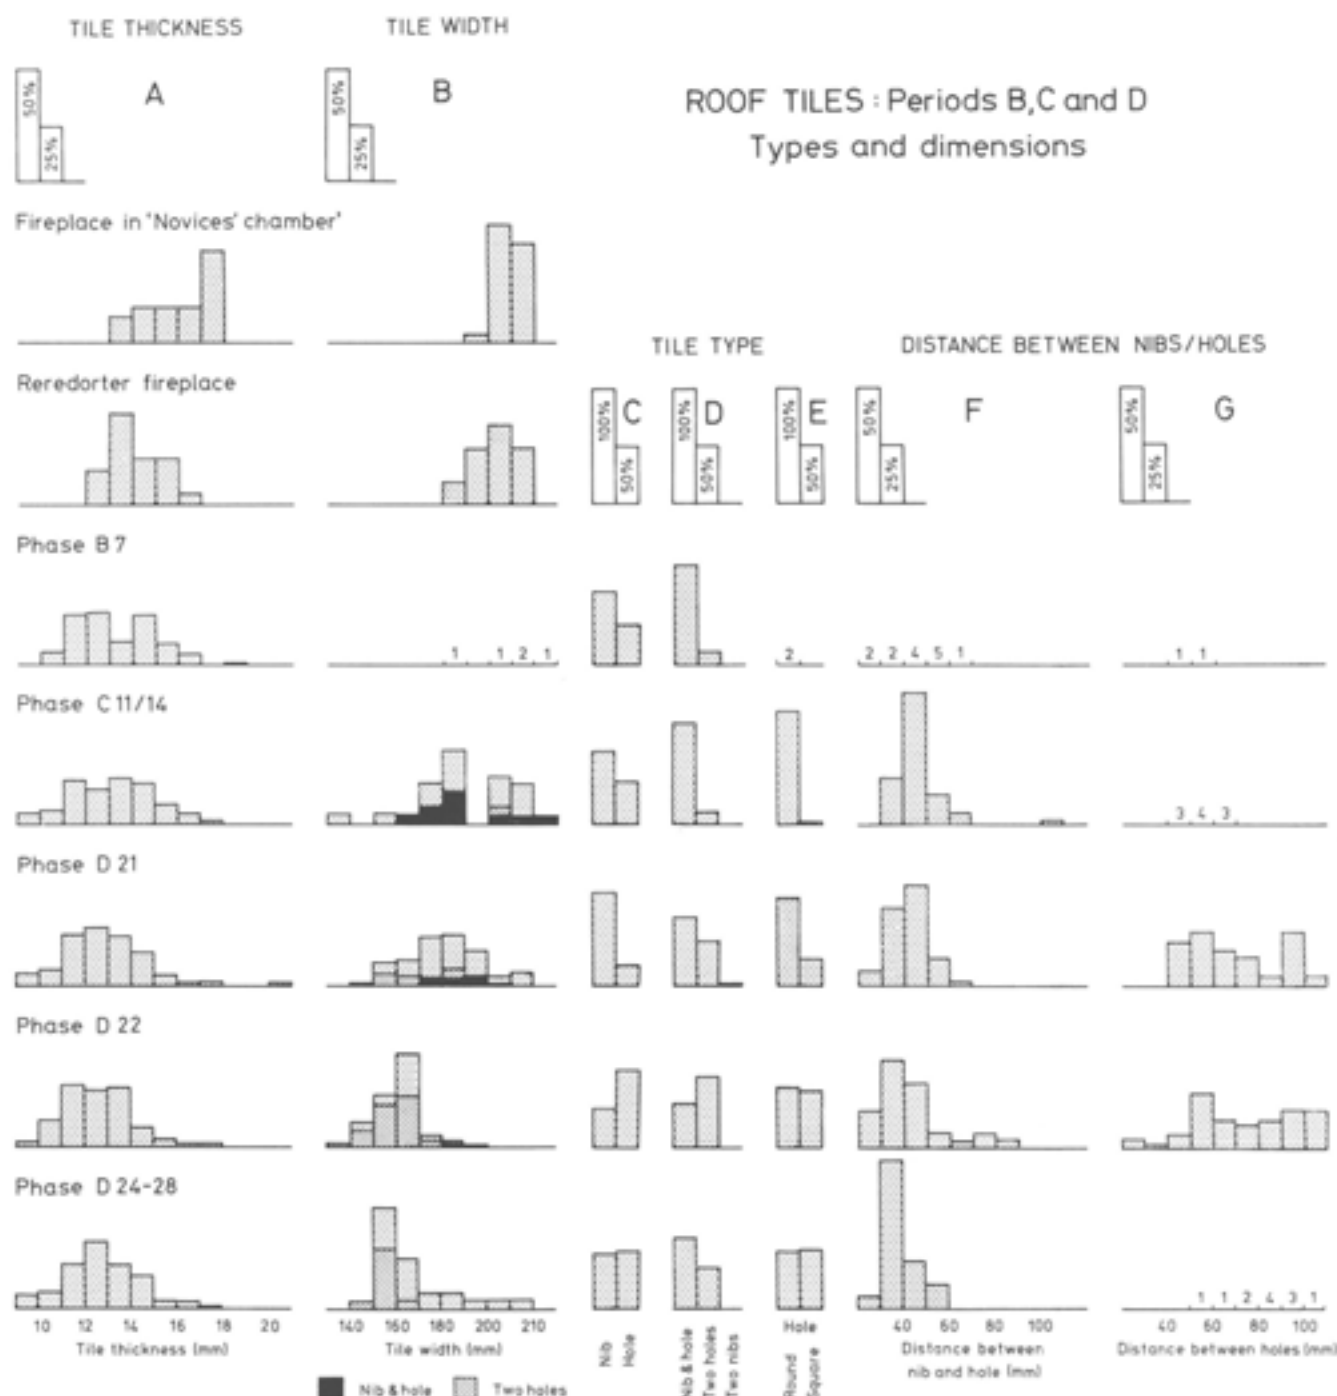 TILE THICKNESS TILE WIDTH
A B
50% 25% 50% 25%
ROOF TILES : Periods B,C and D
Types and dimensions
Fireplace in 'Novices' chamber'
TILE TYPE DISTANCE BETWEEN NIBS/HOLES
Reredorter fireplace
C D E F G
100% 50% 100% 50% 100% 50% 50% 25% 50% 25%
Phase B 7
1 1 2 1 2 2 2 4 5 1 1 1
Phase C 11/14
3 4 3
Phase D 21
Phase D 22
Phase D 24-28
1 1 2 4 3 1
10 12 14 16 18 20 140 160 180 200 210 Nib Hole Nib & hole Two holes Two nibs Hole Round Square 40 60 80 100 40 60 80 100
Tile thickness (mm) Tile width (mm) Distance between Distance between holes (mm)
nib and hole (mm)
Nib & hole Two holes